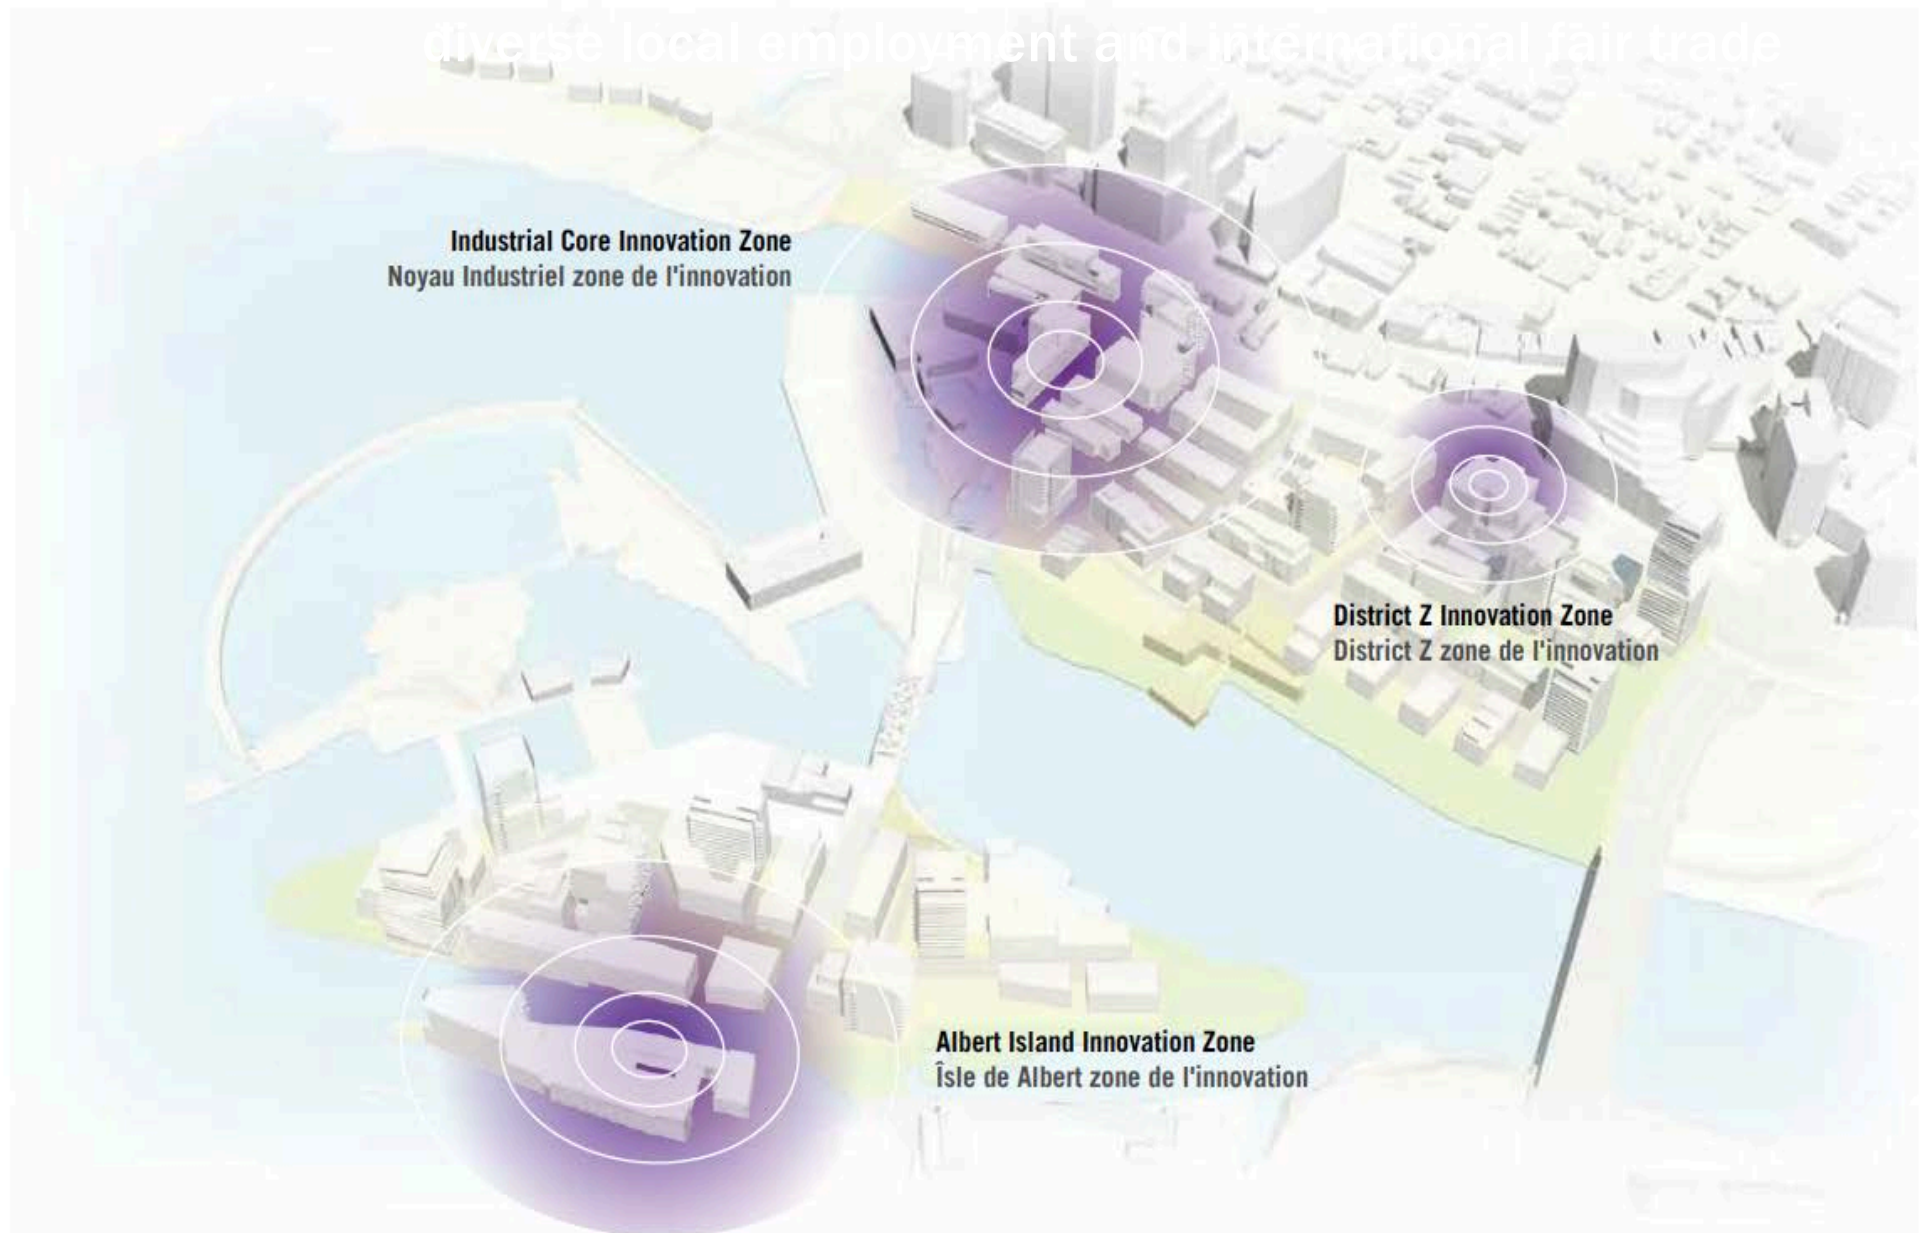 – diverse local employment and international fair trade
Industrial Core Innovation Zone
Noyau Industriel zone de l'innovation
District Z Innovation Zone
District Z zone de l'innovation
Albert Island Innovation Zone
Îsle de Albert zone de l'innovation